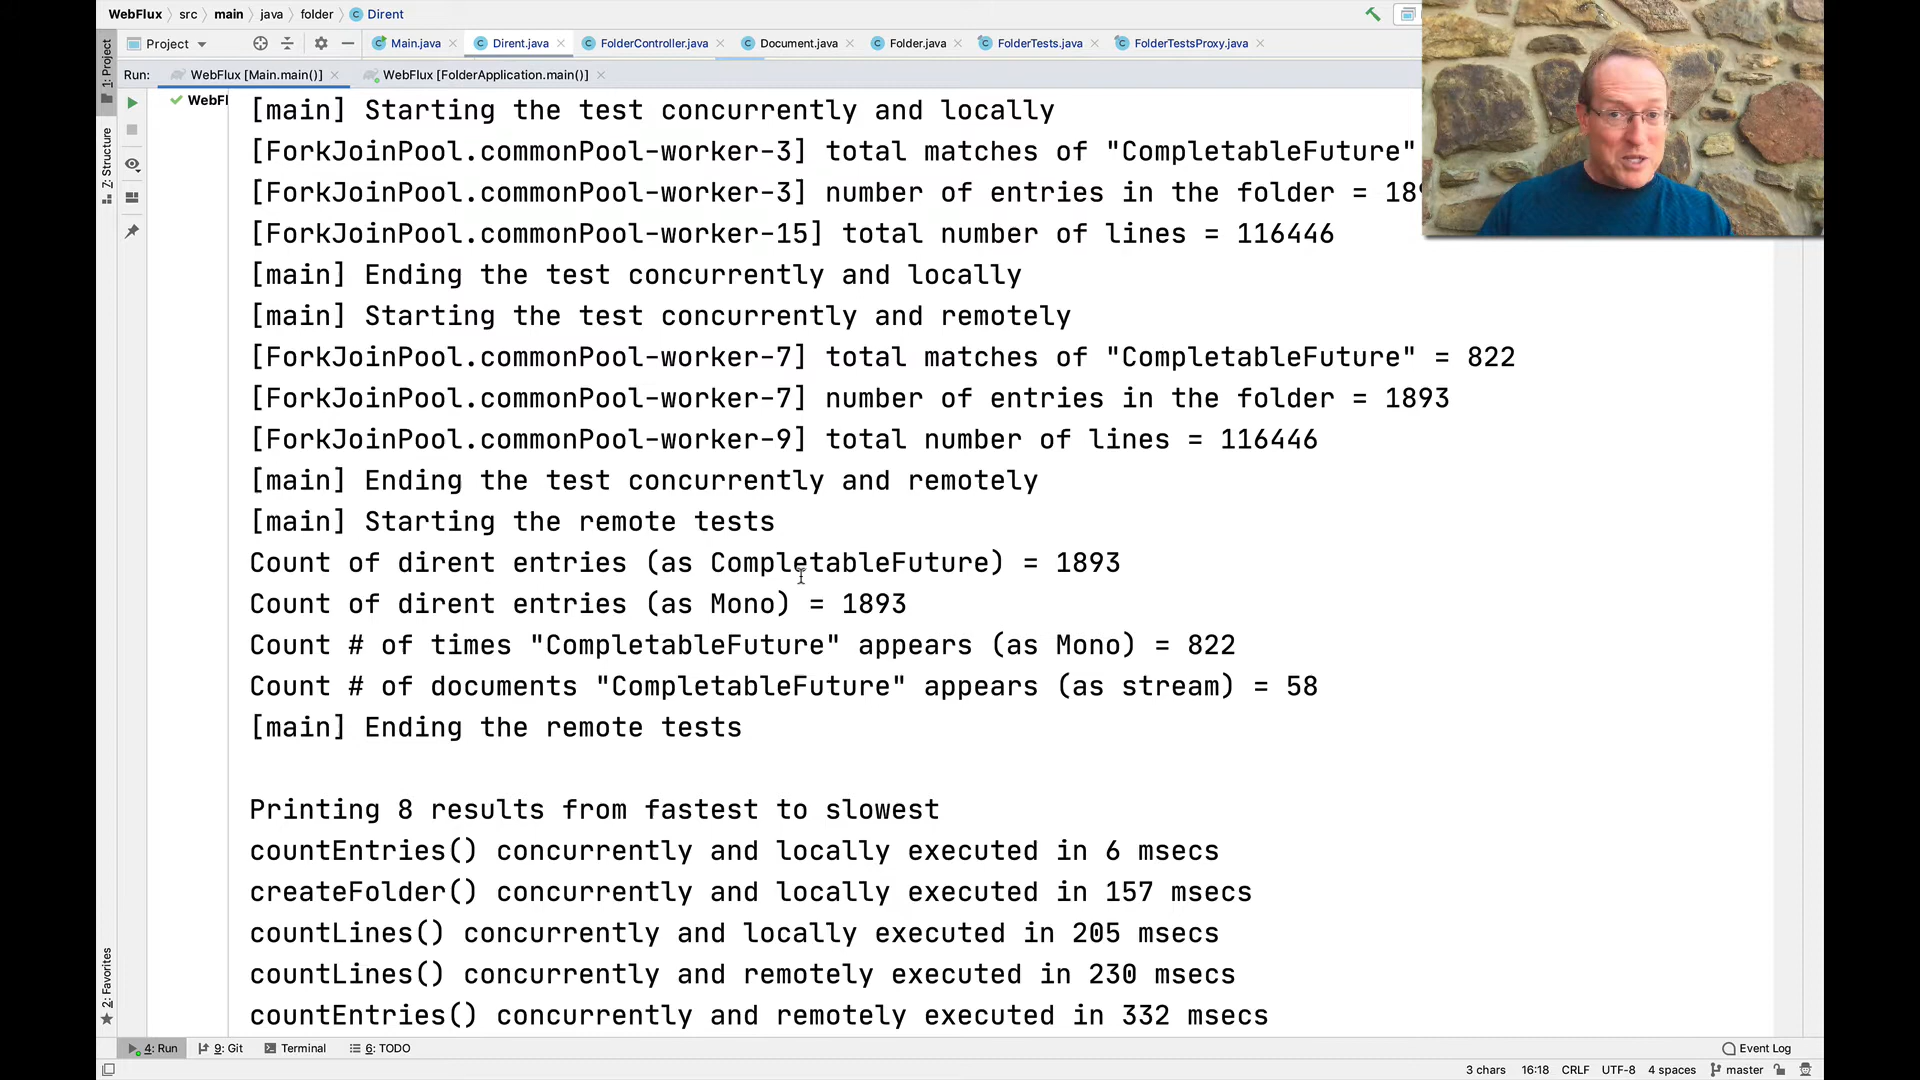 WebFlux src main java folder Dirent
Project Main.java Dirent.java FolderController.java Document.java Folder.java FolderTests.java FolderTestsProxy.java
Run: WebFlux [Main.main()] WebFlux [FolderApplication.main()]
1: Project
Z: Structure
2: Favorites
[main] Starting the test concurrently and locally
[ForkJoinPool.commonPool-worker-3] total matches of "CompletableFuture"
[ForkJoinPool.commonPool-worker-3] number of entries in the folder =
[ForkJoinPool.commonPool-worker-15] total number of lines = 116446
[main] Ending the test concurrently and locally
[main] Starting the test concurrently and remotely
[ForkJoinPool.commonPool-worker-7] total matches of "CompletableFuture" = 822
[ForkJoinPool.commonPool-worker-7] number of entries in the folder = 1893
[ForkJoinPool.commonPool-worker-9] total number of lines = 116446
[main] Ending the test concurrently and remotely
[main] Starting the remote tests
Count of dirent entries (as CompletableFuture) = 1893
Count of dirent entries (as Mono) = 1893
Count # of times "CompletableFuture" appears (as Mono) = 822
Count # of documents "CompletableFuture" appears (as stream) = 58
[main] Ending the remote tests
Printing 8 results from fastest to slowest
countEntries() concurrently and locally executed in 6 msecs
createFolder() concurrently and locally executed in 157 msecs
countLines() concurrently and locally executed in 205 msecs
countLines() concurrently and remotely executed in 230 msecs
countEntries() concurrently and remotely executed in 332 msecs
4: Run 9: Git Terminal 6: TODO Event Log
3 chars 16:18 CRLF UTF-8 4 spaces master